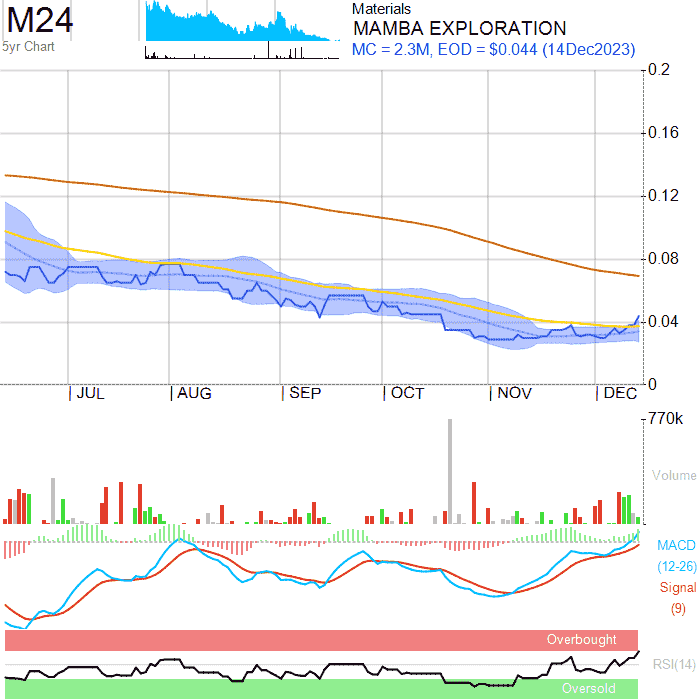 M24
5yr Chart
Materials
MAMBA EXPLORATION
MC = 2.3M, EOD = $0.044 (14Dec2023)
0.2
0.16
0.12
0.08
0.04
0
JUL AUG SEP OCT NOV DEC
770k
Volume
MACD
(12-26)
Signal
(9)
Overbought
RSI(14)
Oversold